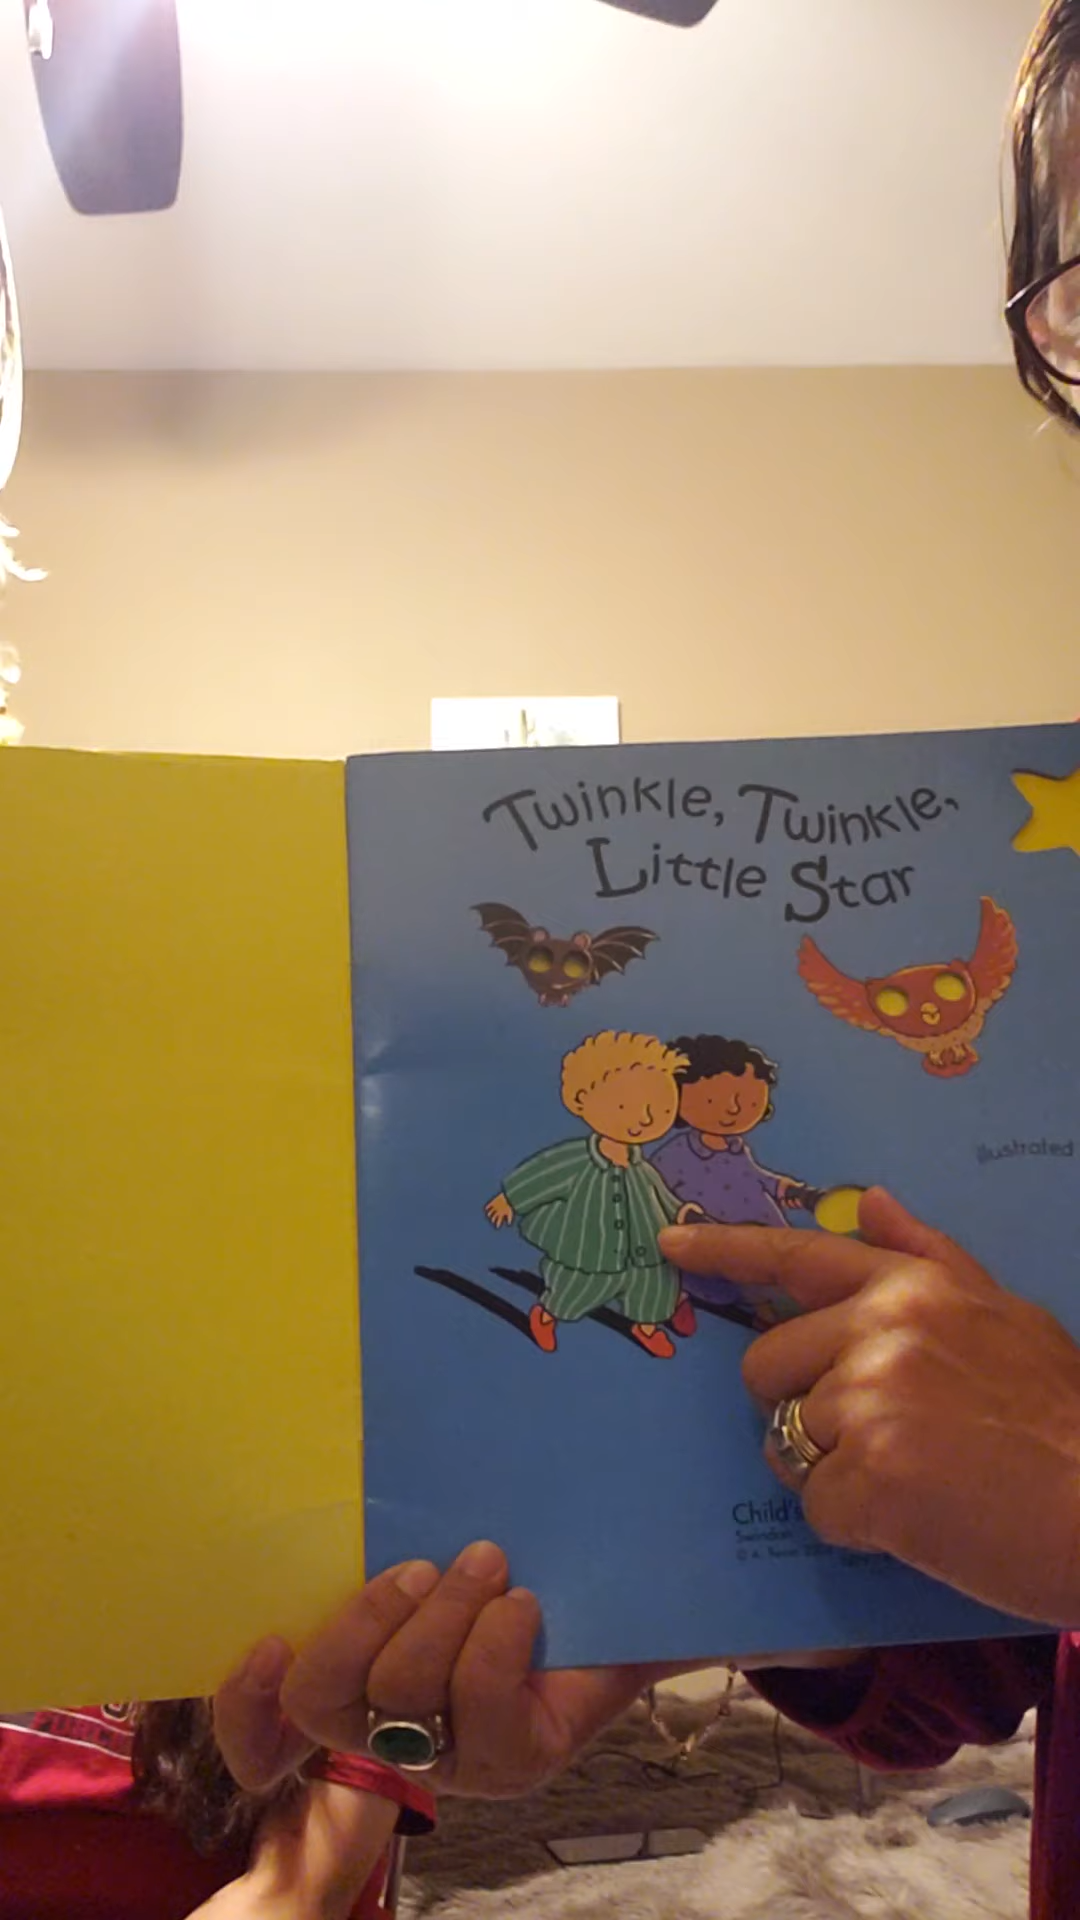 Twinkle, Twinkle,
Little Star
illustrated
Child's
Swindon